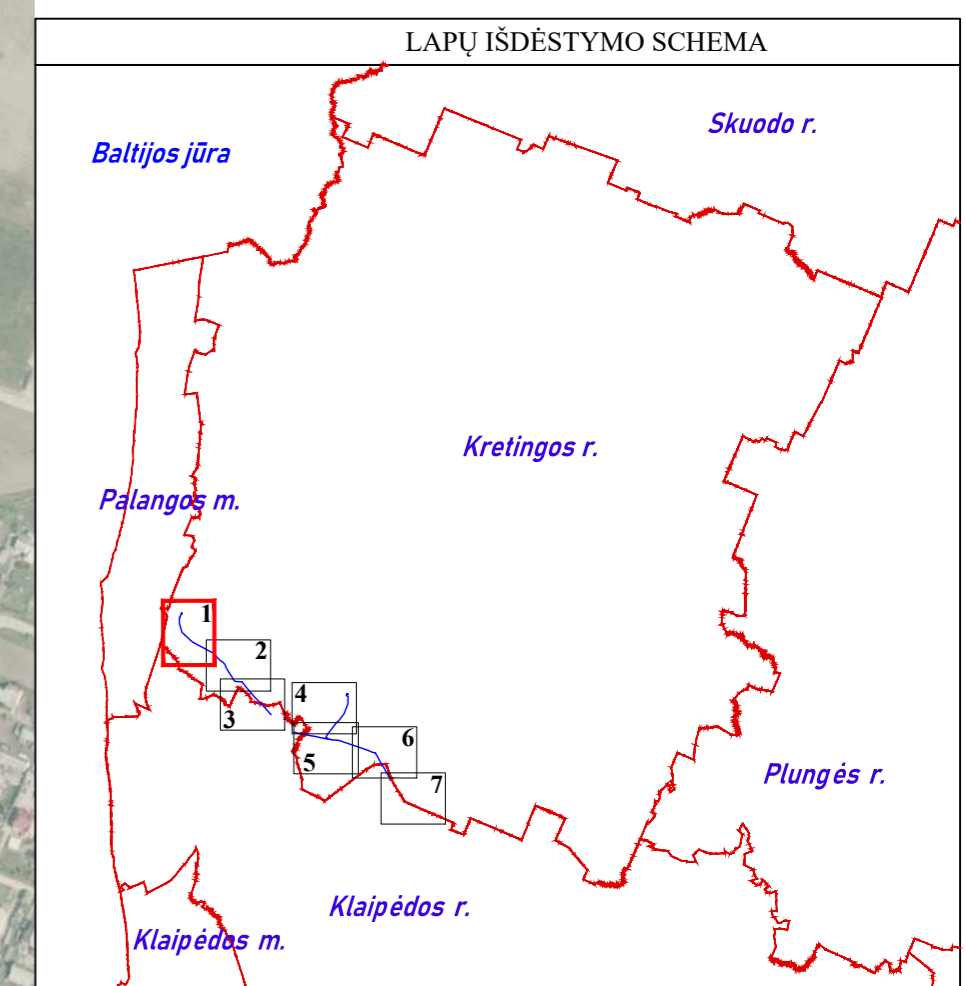 LAPŲ IŠDĖSTYMO SCHEMA
Skuodo r.
Baltijos jūra
Kretingos r.
Palangos m.
1
2
3
4
5
6
7
Plungės r.
Klaipėdos r.
Klaipėdos m.